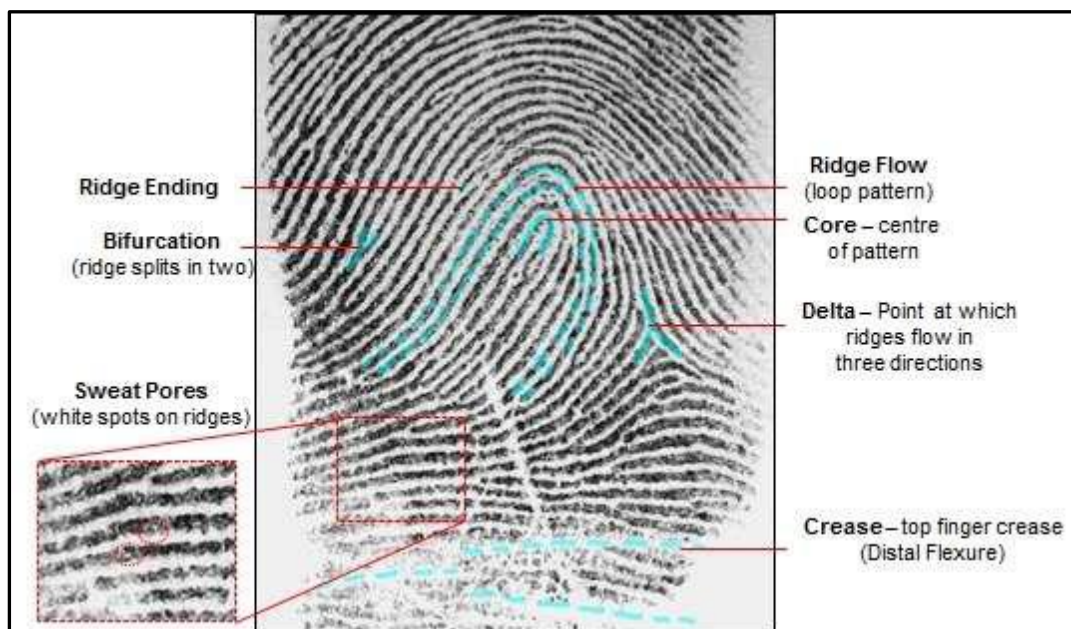 Ridge Ending
Bifurcation
(ridge splits in two)
Sweat Pores
(white spots on ridges)
Ridge Flow
(loop pattern)
Core – centre
of pattern
Delta – Point at which
ridges flow in
three directions
Crease – top finger crease
(Distal Flexure)